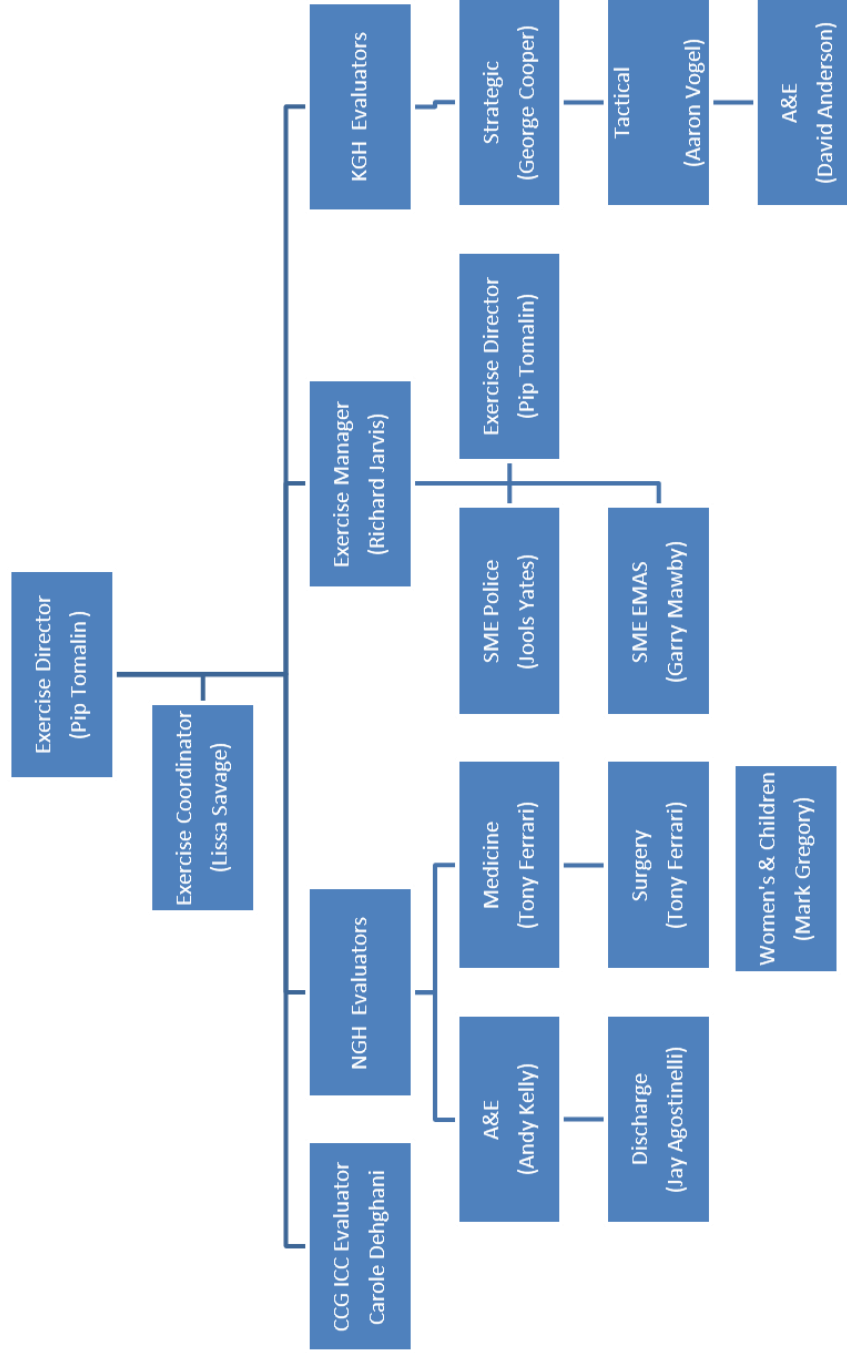 Exercise Director
(Pip Tomalin )
Exercise Coordinator
(Lissa Savage)
CCG ICC Evaluator
Carole Dehghani
NGH  Evaluators
Exercise Manager
(Richard Jarvis)
KGH  Evaluators
A&E
(Andy Kelly)
Medicine
(Tony Ferrari)
SME Police
(Jools Yates)
Exercise Director
(Pip Tomalin)
Strategic
(George Cooper)
Discharge
(Jay Agostinelli)
Surgery
(Tony Ferrari)
SME EMAS
(Garry Mawby)
Tactical
(Aaron Vogel)
Women's & Children
(Mark Gregory)
A&E
(David Anderson)